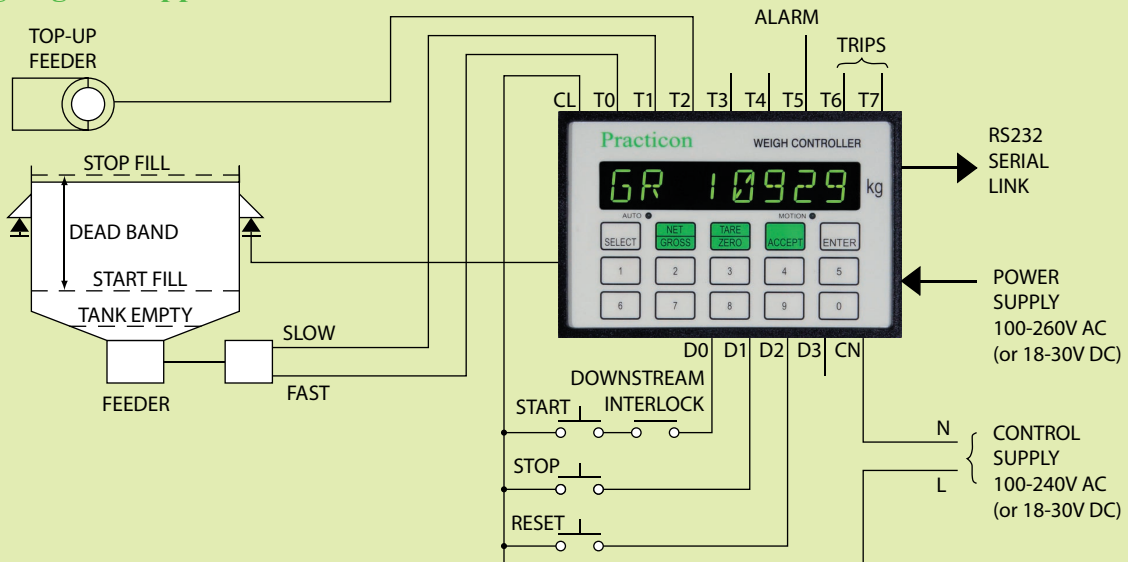 TOP-UP
FEEDER
STOP FILL
DEAD BAND
START FILL
TANK EMPTY
FEEDER
SLOW
FAST
ALARM
TRIPS
CL T0 T1 T2 T3 T4 T5 T6 T7
Practicon WEIGH CONTROLLER
GR 10929 kg
AUTO MOTION
SELECT NET GROSS TARE ZERO ACCEPT ENTER
1 2 3 4 5
6 7 8 9 0
D0 D1 D2 D3 CN
RS232
SERIAL
LINK
POWER
SUPPLY
100-260V AC
(or 18-30V DC)
DOWNSTREAM
INTERLOCK
START
STOP
RESET
N
L
CONTROL
SUPPLY
100-240V AC
(or 18-30V DC)